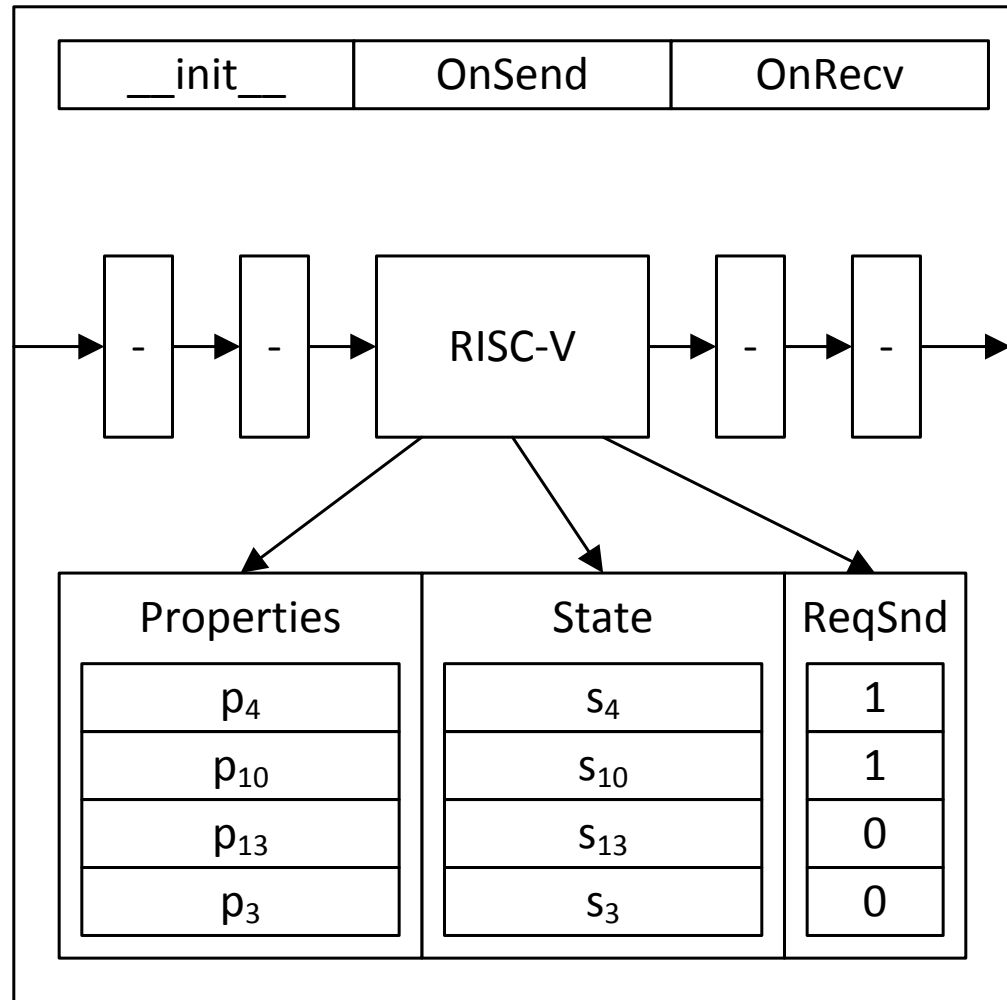 __init__ OnSend OnRecv
- - RISC-V - -
Properties State ReqSnd
p₄ s₄ 1
p₁₀ s₁₀ 1
p₁₃ s₁₃ 0
p₃ s₃ 0